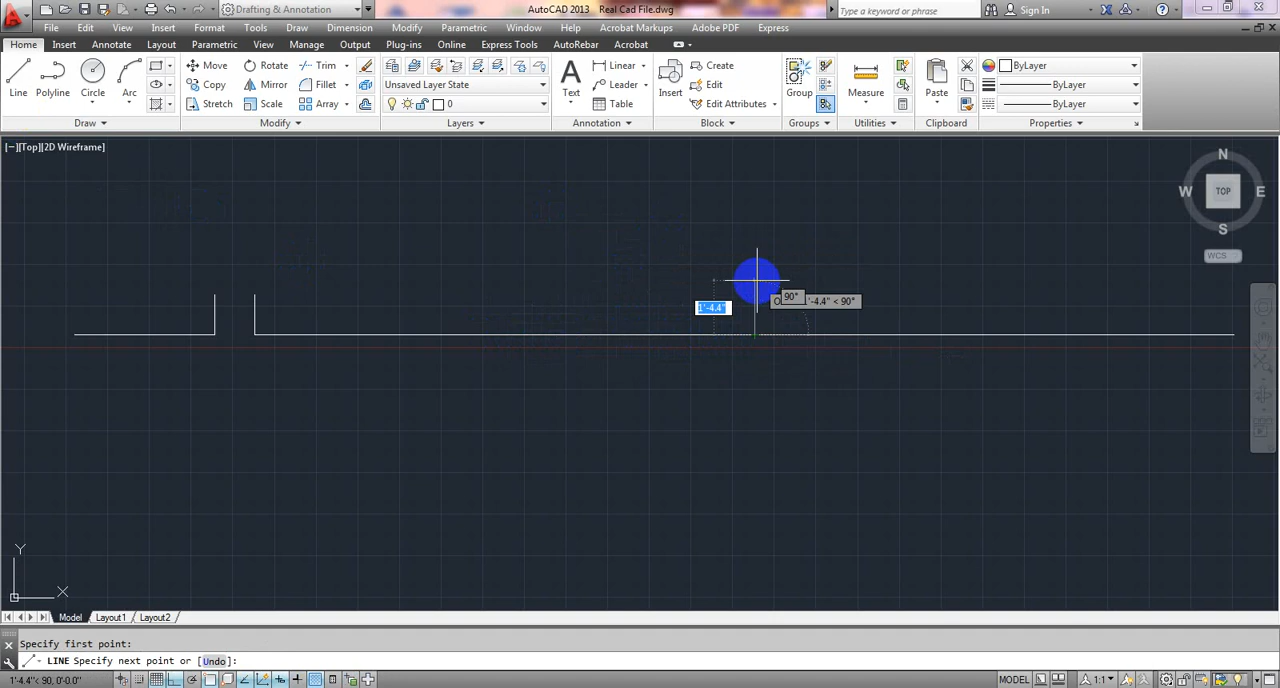 Drafting & Annotation
AutoCAD 2013 Real Cad File.dwg
Type a keyword or phrase
Sign In
File Edit View Insert Format Tools Draw Dimension Modify Parametric Window Help Acrobat Markups Adobe PDF Express
Home Insert Annotate Layout Parametric View Manage Output Plug-ins Online Express Tools AutoRebar Acrobat
Line Polyline Circle Arc
Move Rotate Trim
Copy Mirror Fillet
Stretch Scale Array
Unsaved Layer State
0
Text
Linear
Leader
Table
Insert
Create
Edit
Edit Attributes
Group
Measure
Paste
ByLayer
ByLayer
ByLayer
Draw Modify Layers Annotation Block Groups Utilities Clipboard Properties
[−][Top][2D Wireframe]
N
W TOP E
S
WCS
90°
1'-4.4" < 90°
1'-4.4"
Y
X
Model Layout1 Layout2
Specify first point:
LINE Specify next point or [Undo]:
1'-4.4"< 90, 0'-0.0"
MODEL
1:1